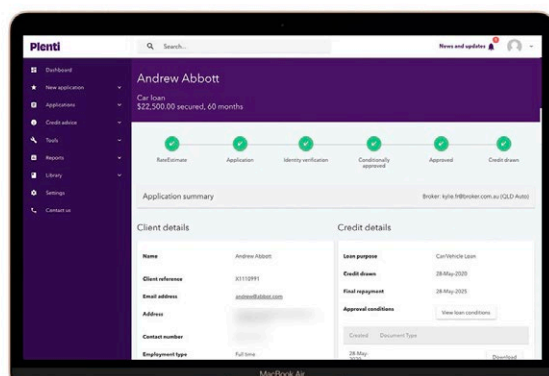 Plenti
Search...
News and updates
Dashboard
New application
Applications
Credit advice
Tools
Reports
Library
Settings
Contact us
Andrew Abbott
Car loan
$22,500.00 secured, 60 months
RateEstimate
Application
Identity verification
Conditionally
approved
Approved
Credit drawn
Application summary
Broker: kylie.fr@broker.com.au (QLD Auto)
Client details
Name Andrew Abbott
Client reference X1110991
Email address andrew@abbot.com
Address
Contact number
Employment type Full time
Credit details
Loan purpose Car/Vehicle Loan
Credit drawn 28-May-2020
Final repayment 28-May-2025
Approval conditions View loan conditions
Created Document Type
28 May-
2020 Download
MacBook Air